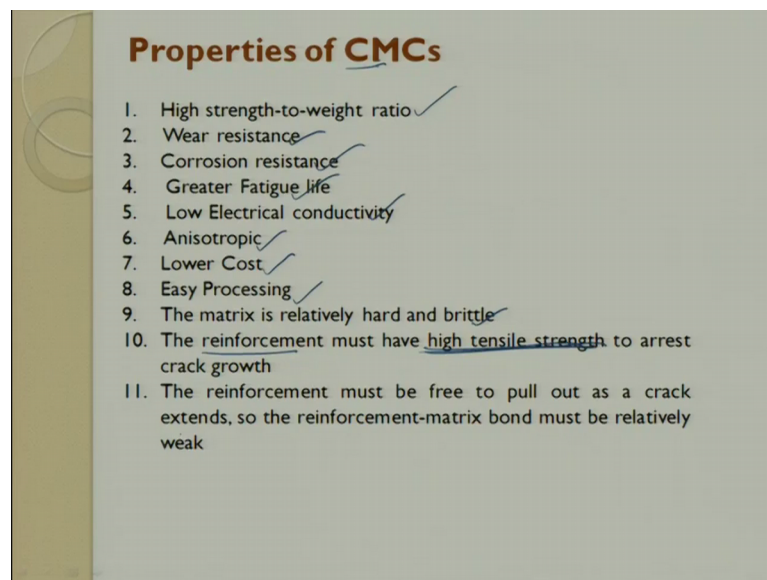 Properties of CMCs
1. High strength-to-weight ratio
2. Wear resistance
3. Corrosion resistance
4. Greater Fatigue life
5. Low Electrical conductivity
6. Anisotropic
7. Lower Cost
8. Easy Processing
9. The matrix is relatively hard and brittle
10. The reinforcement must have high tensile strength to arrest
crack growth
11. The reinforcement must be free to pull out as a crack
extends, so the reinforcement-matrix bond must be relatively
weak